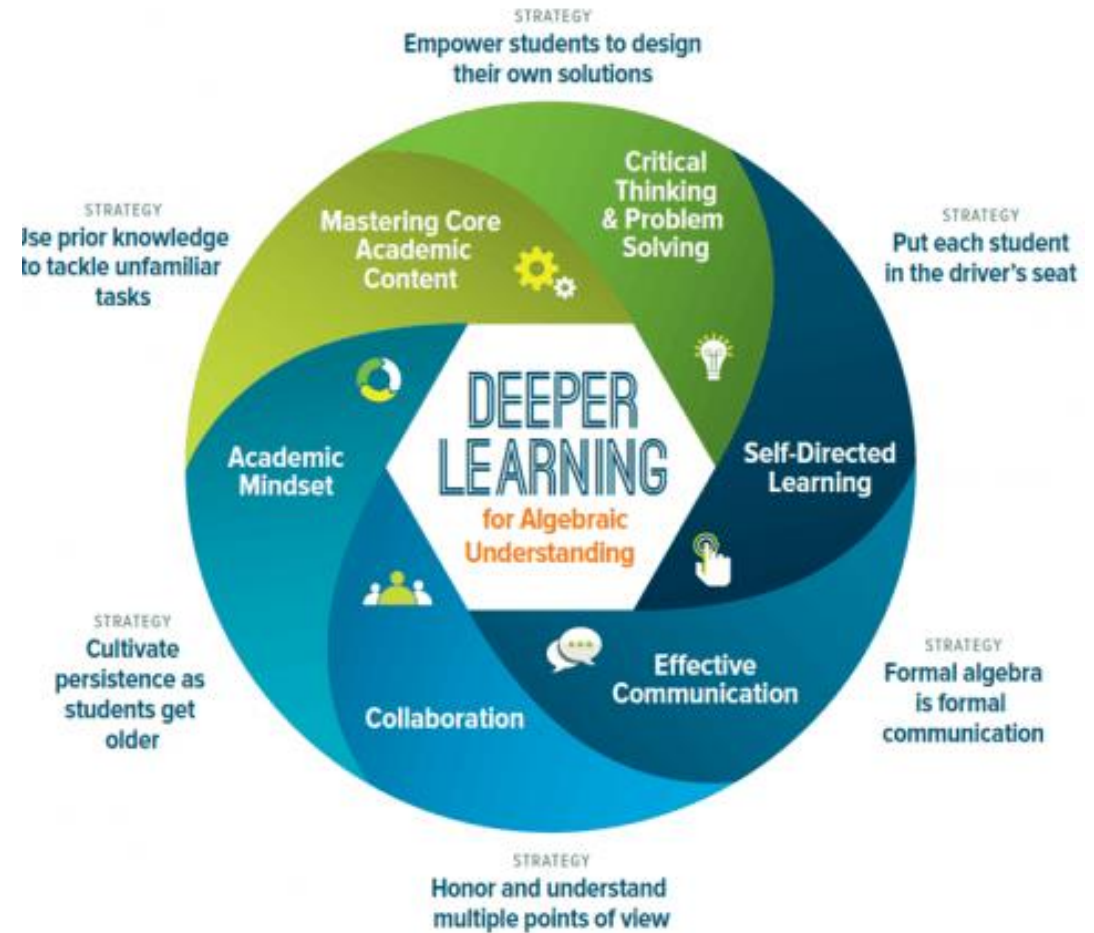 STRATEGY
Empower students to design
their own solutions
Critical
Thinking
& Problem
Solving
STRATEGY
Put each student
in the driver's seat
Self-Directed
Learning
STRATEGY
Formal algebra
is formal
communication
Effective
Communication
STRATEGY
Honor and understand
multiple points of view
Collaboration
STRATEGY
Cultivate
persistence as
students get
older
Academic
Mindset
STRATEGY
Use prior knowledge
to tackle unfamiliar
tasks
Mastering Core
Academic
Content
DEEPER
LEARNING
for Algebraic
Understanding